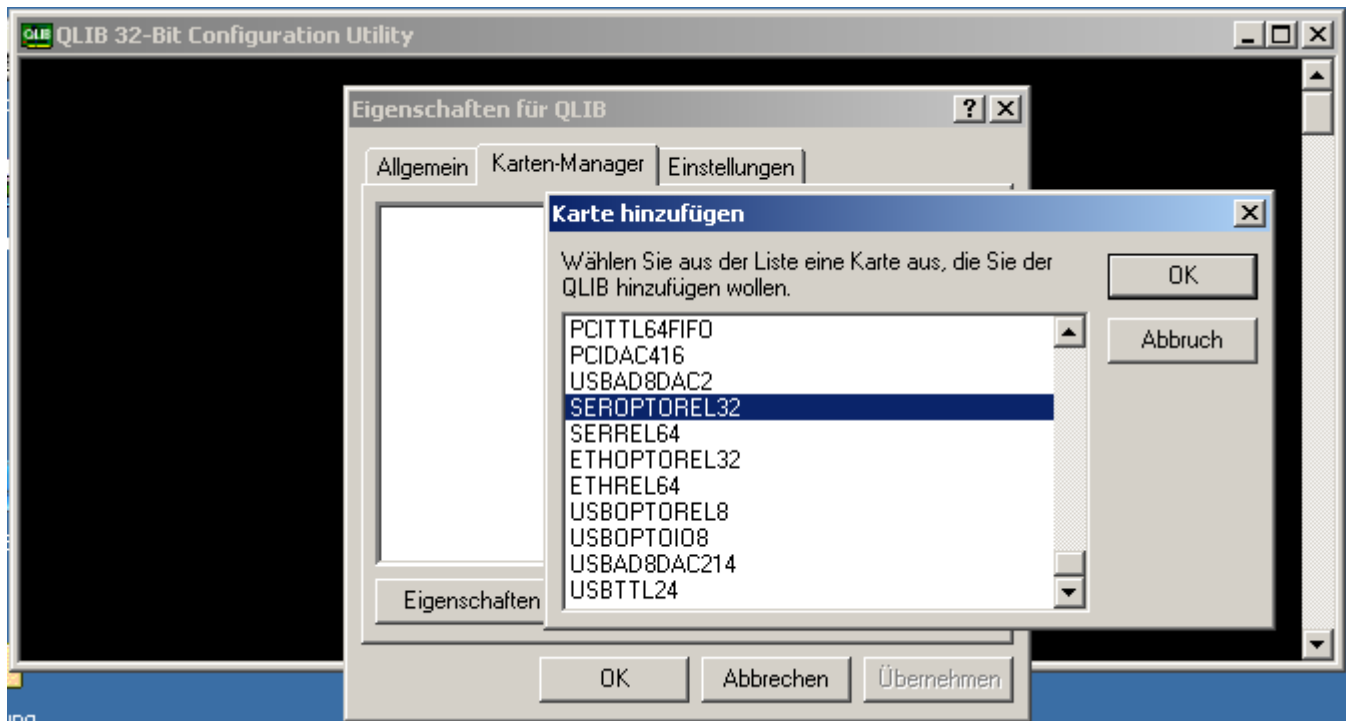 QLIB QLIB 32-Bit Configuration Utility
Eigenschaften für QLIB
Allgemein
Karten-Manager
Einstellungen
Karte hinzufügen
Wählen Sie aus der Liste eine Karte aus, die Sie der
QLIB hinzufügen wollen.
OK
Abbruch
PCITTL64FIFO
PCIDAC416
USBAD8DAC2
SEROPTOREL32
SERREL64
ETHOPTOREL32
ETHREL64
USBOPTOREL8
USBOPTOIO8
USBAD8DAC214
USBTTL24
Eigenschaften
OK
Abbrechen
Übernehmen